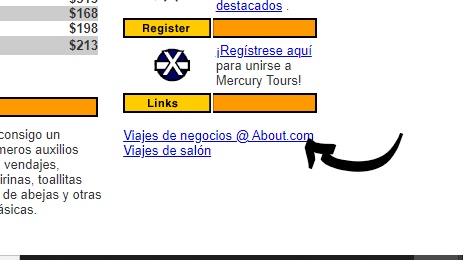 $168
$198
$213
consigo un
meros auxilios
vendajes,
irinas, toallitas
de abejas y otras
ásicas.
destacados .
Register
¡Regístrese aquí
para unirse a
Mercury Tours!
Links
Viajes de negocios @ About.com
Viajes de salón